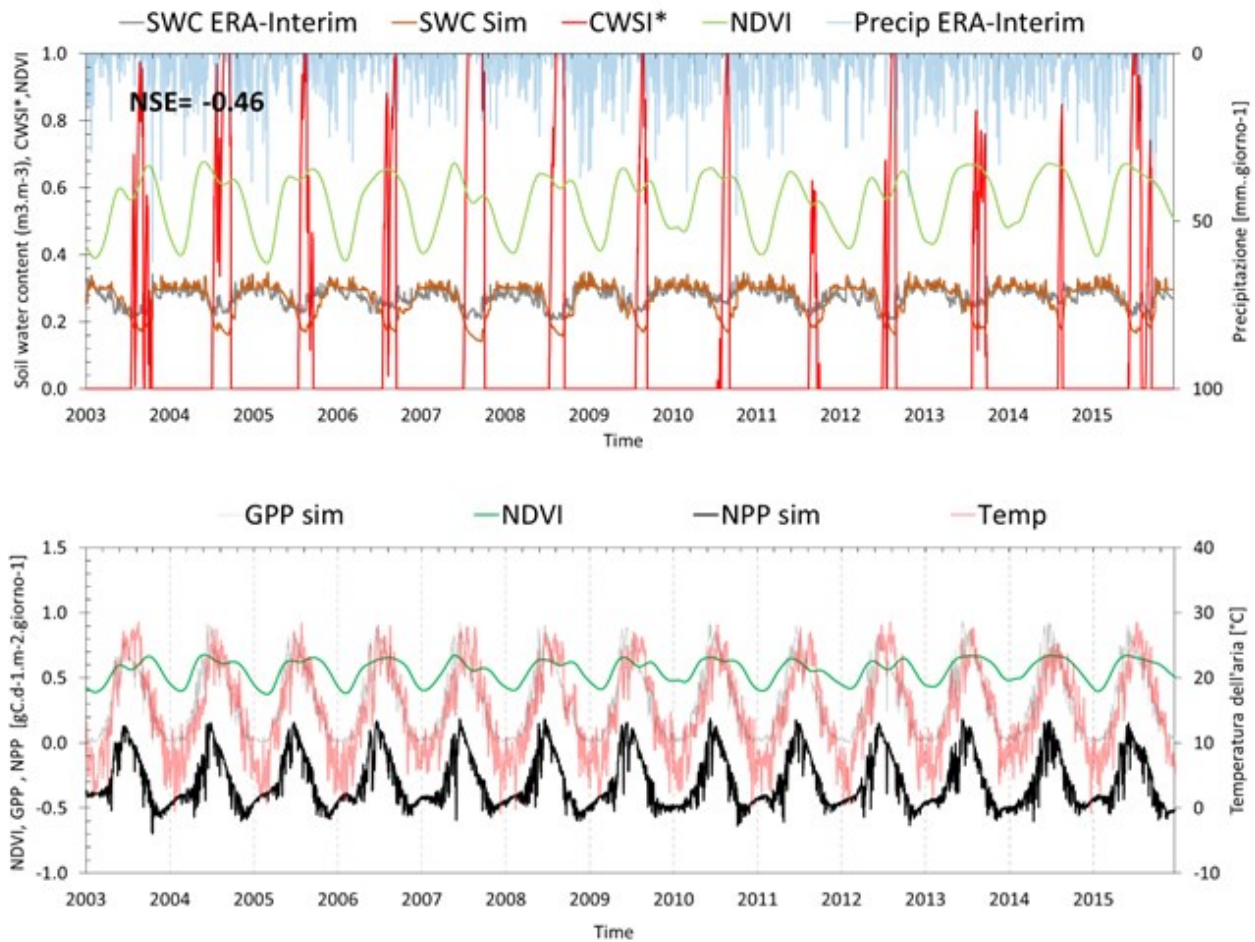 SWC ERA-Interim SWC Sim CWSI* NDVI Precip ERA-Interim
NSE= -0.46
Soil water content (m3.m-3), CWSI*,NDVI
1.0
0.8
0.6
0.4
0.2
0.0
0
50
100
Precipitazione [mm.giorno-1]
2003 2004 2005 2006 2007 2008 2009 2010 2011 2012 2013 2014 2015
Time
GPP sim NDVI NPP sim Temp
NDVI, GPP , NPP [gC.d-1.m-2.giorno-1]
1.5
1.0
0.5
0.0
-0.5
-1.0
40
30
20
10
0
-10
Temperatura dell'aria [°C]
2003 2004 2005 2006 2007 2008 2009 2010 2011 2012 2013 2014 2015
Time